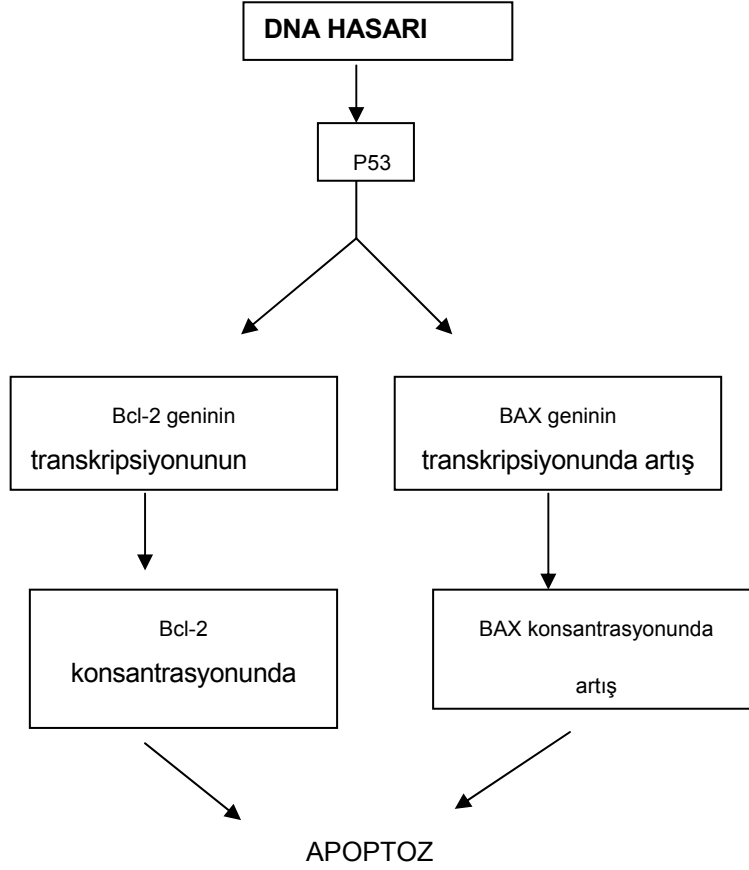 DNA HASARI
P53
Bcl-2 geninin
transkripsiyonunun
BAX geninin
transkripsiyonunda artış
Bcl-2
konsantrasyonunda
BAX konsantrasyonunda
artış
APOPTOZ